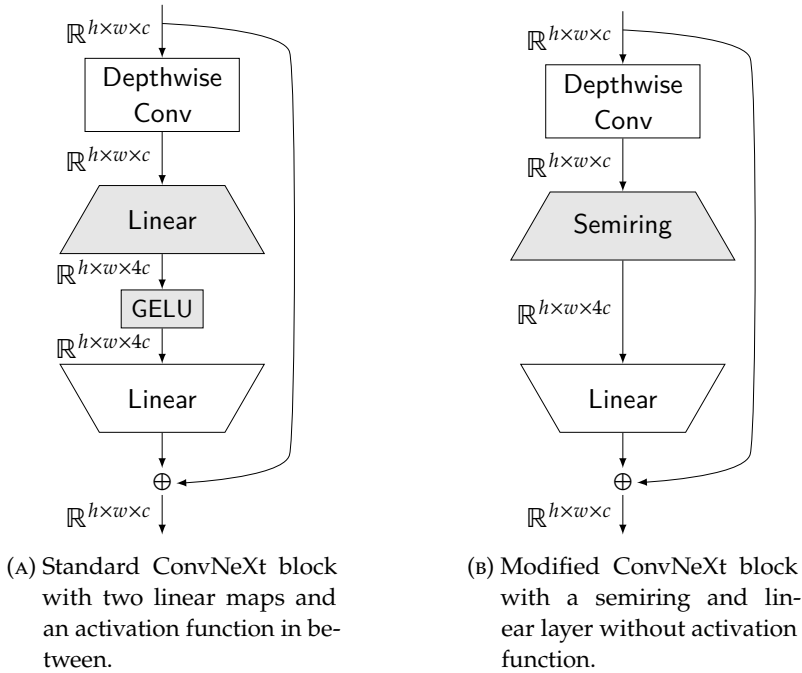 ℝ^{h×w×c}
Depthwise
Conv
ℝ^{h×w×c}
Linear
ℝ^{h×w×4c}
GELU
ℝ^{h×w×4c}
Linear
⊕
ℝ^{h×w×c}
(A) Standard ConvNeXt block
with two linear maps and
an activation function in be-
tween.
ℝ^{h×w×c}
Depthwise
Conv
ℝ^{h×w×c}
Semiring
ℝ^{h×w×4c}
Linear
⊕
ℝ^{h×w×c}
(B) Modified ConvNeXt block
with a semiring and lin-
ear layer without activation
function.